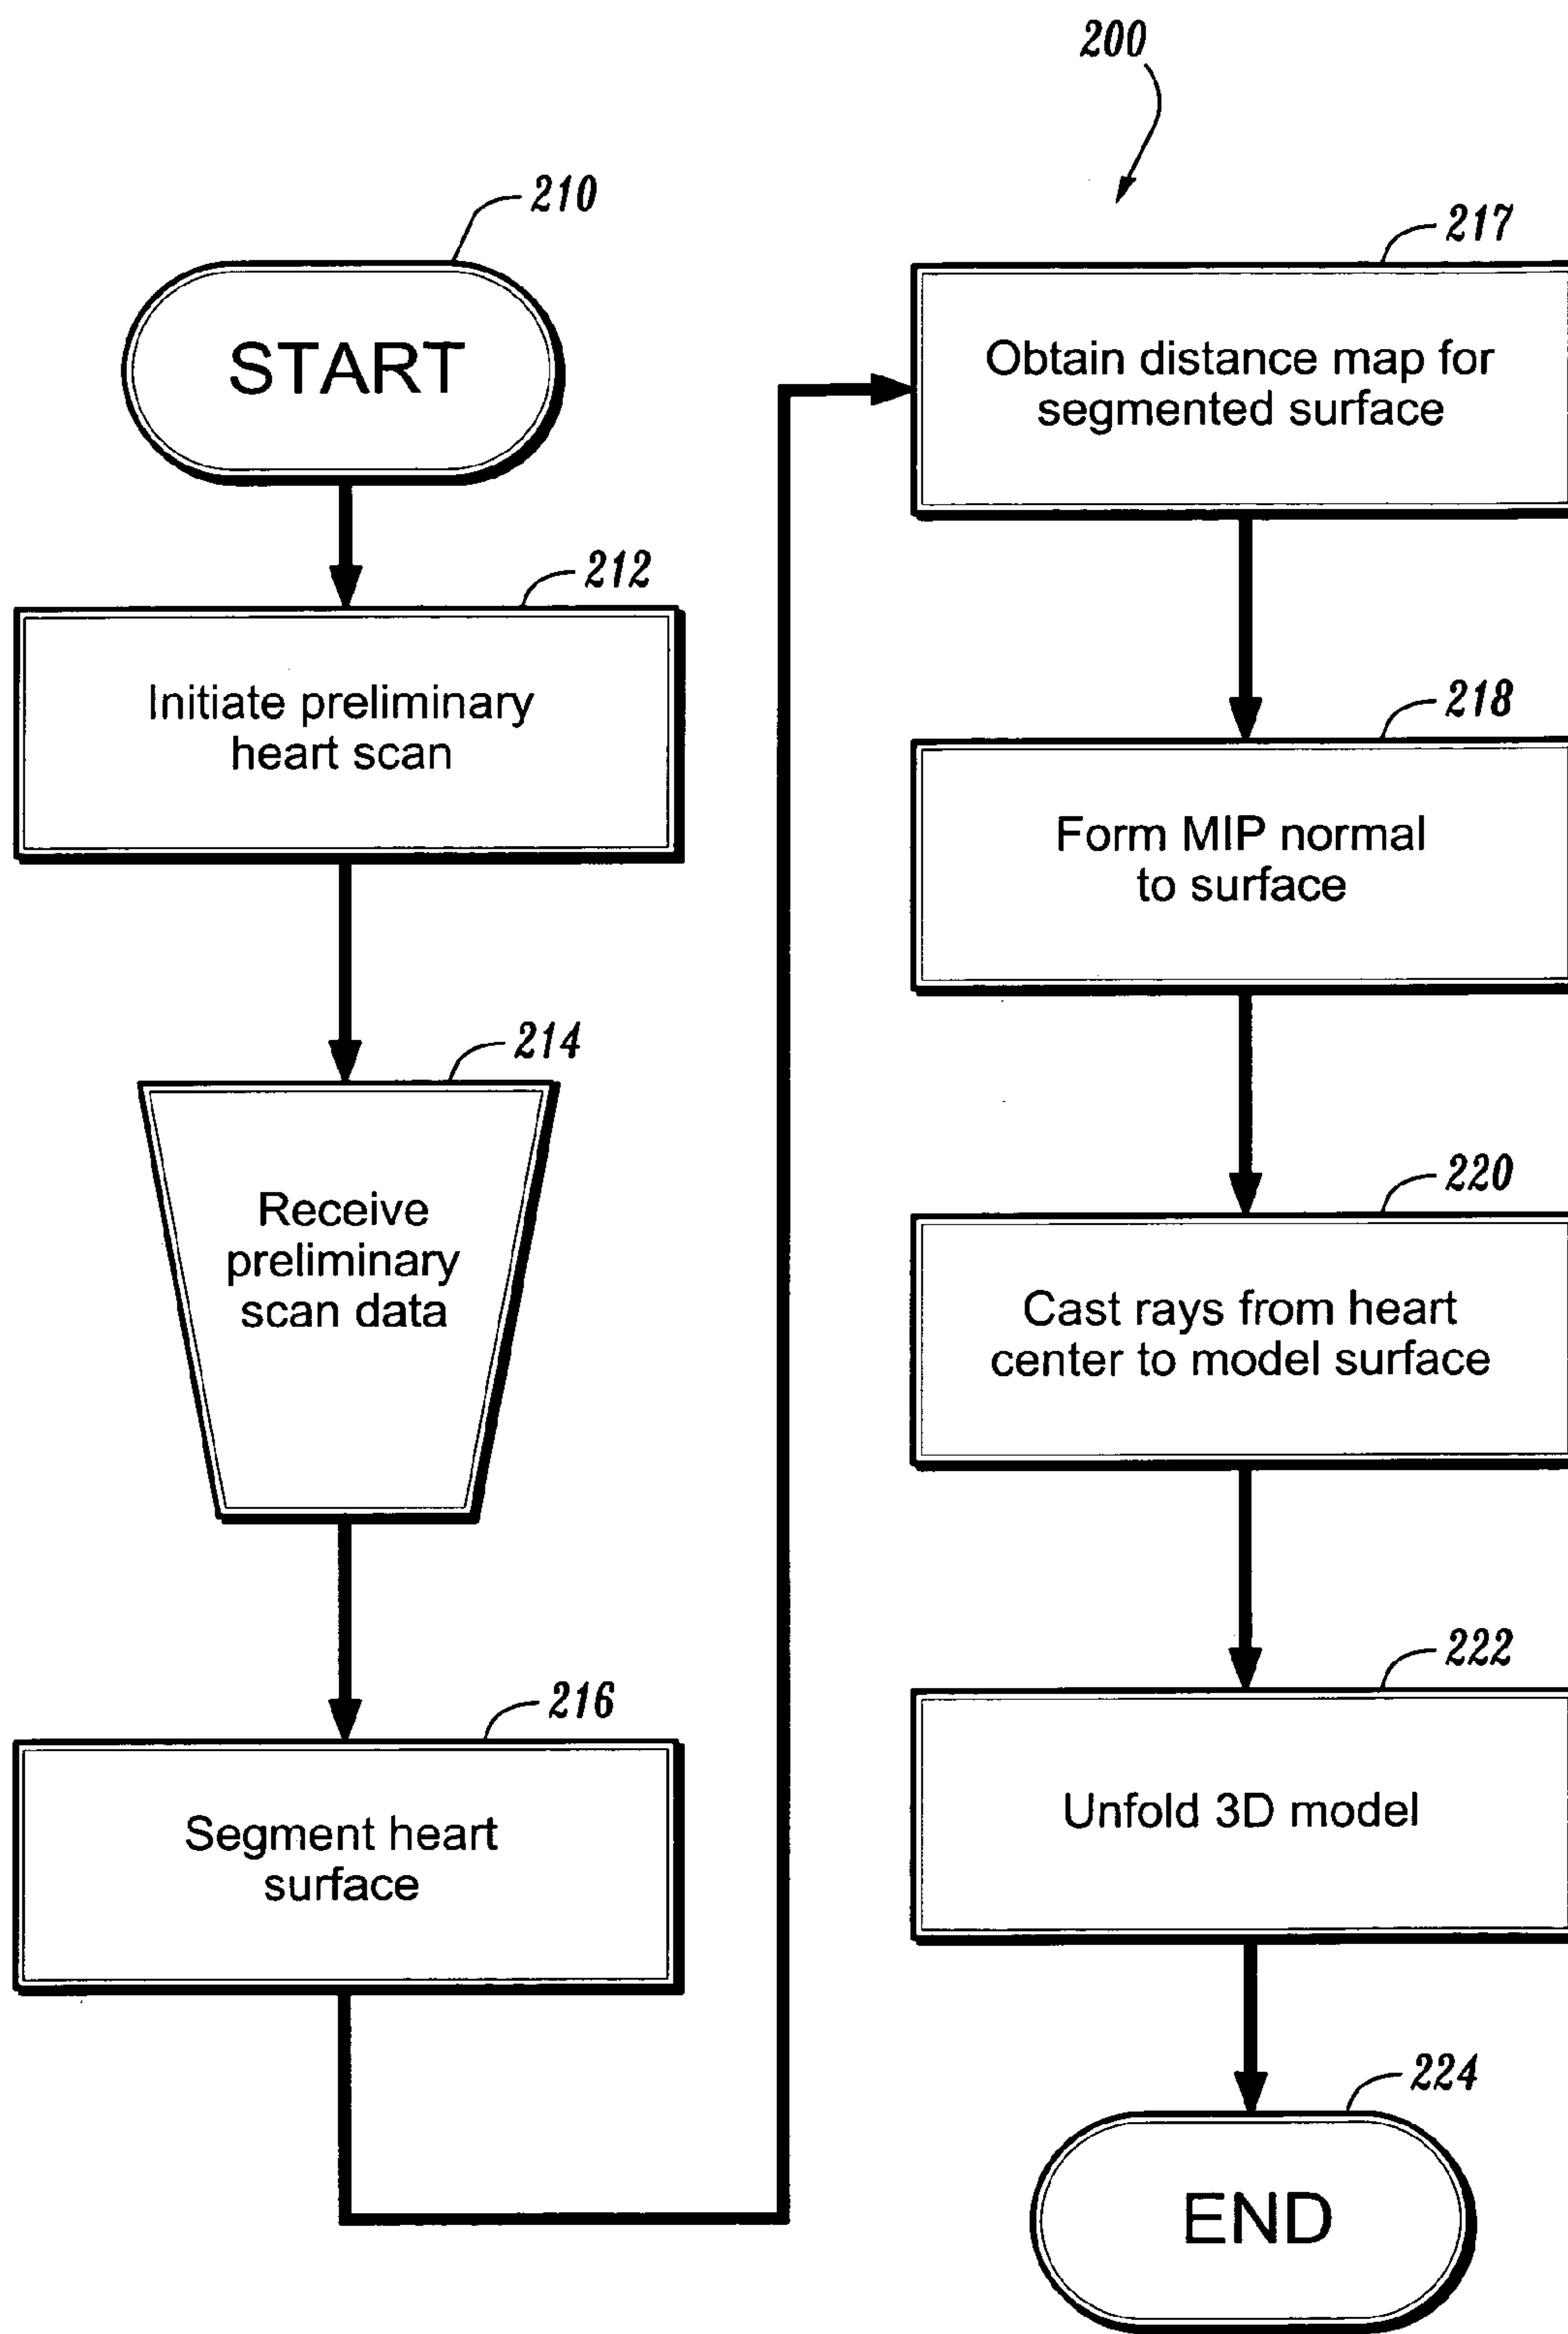 200
210
START
212
Initiate preliminary
heart scan
214
Receive
preliminary
scan data
216
Segment heart
surface
217
Obtain distance map for
segmented surface
218
Form MIP normal
to surface
220
Cast rays from heart
center to model surface
222
Unfold 3D model
224
END